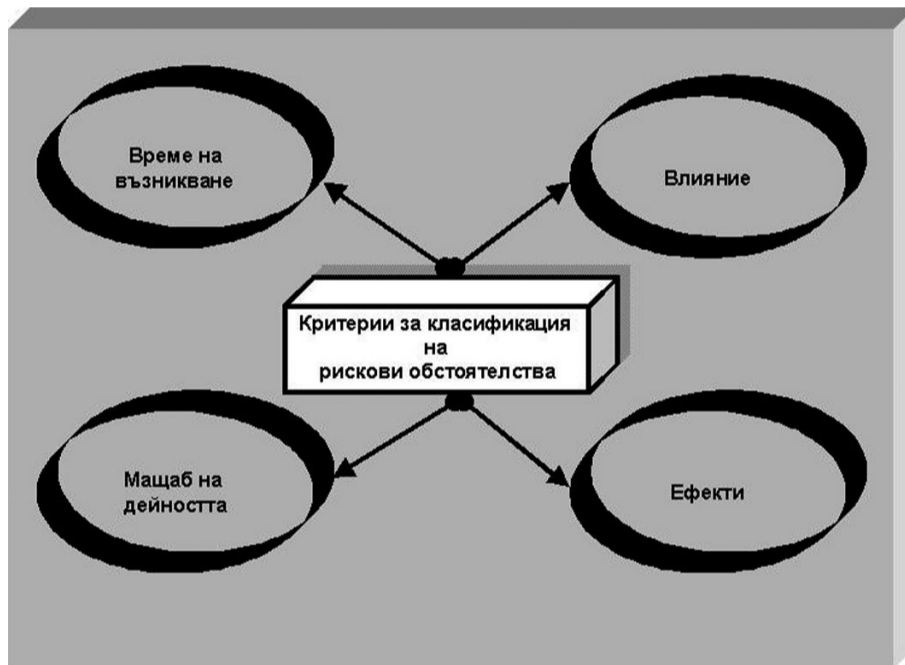 Време на
възникване
Влияние
Критерии за класификация
на
рискови обстоятелства
Мащаб на
дейността
Ефекти